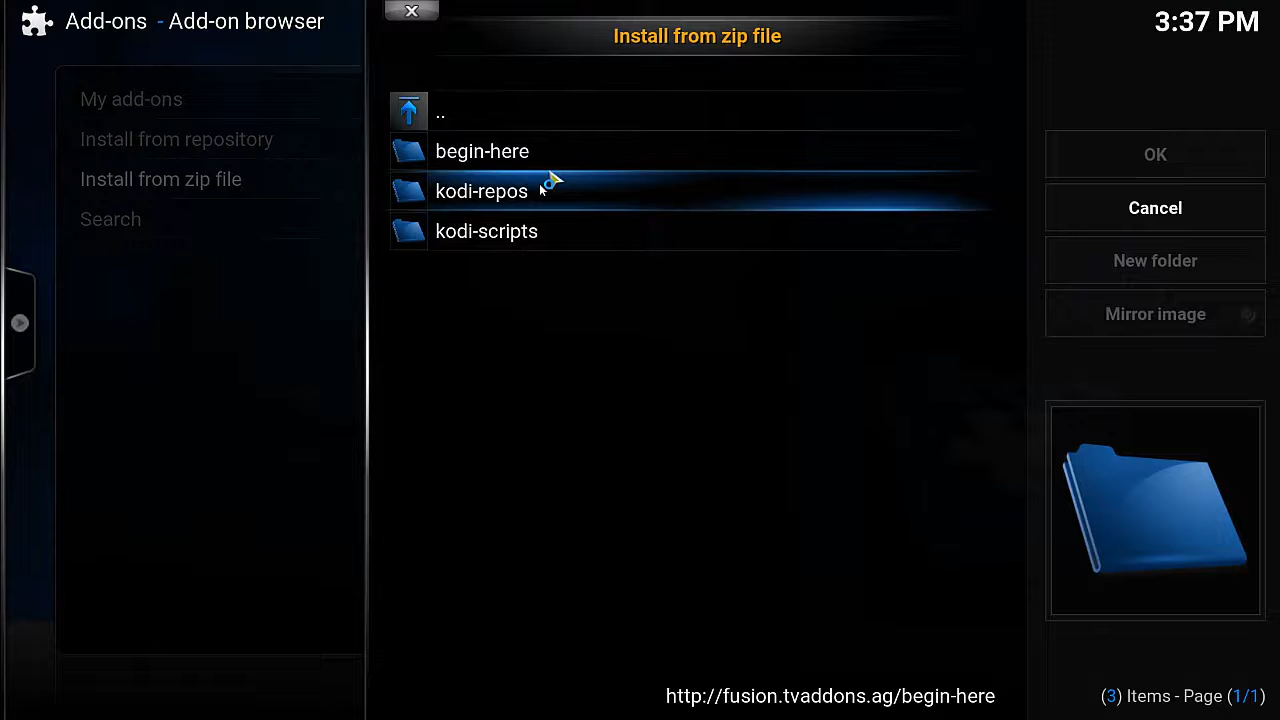 Add-ons - Add-on browser
3:37 PM
Install from zip file
My add-ons
Install from repository
Install from zip file
Search
..
begin-here
kodi-repos
kodi-scripts
OK
Cancel
New folder
Mirror image
http://fusion.tvaddons.ag/begin-here
(3) Items - Page (1/1)